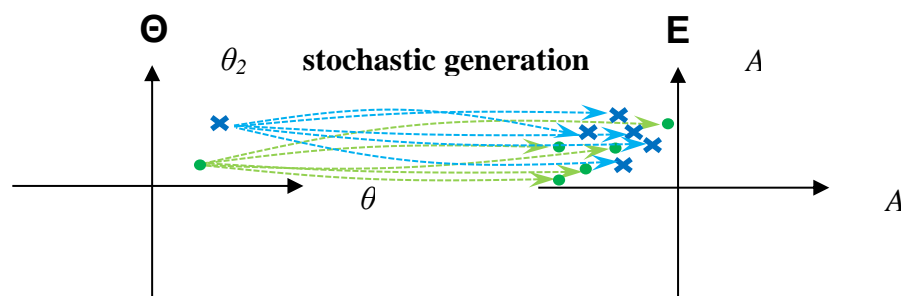 Θ E
θ2 stochastic generation A
θ A